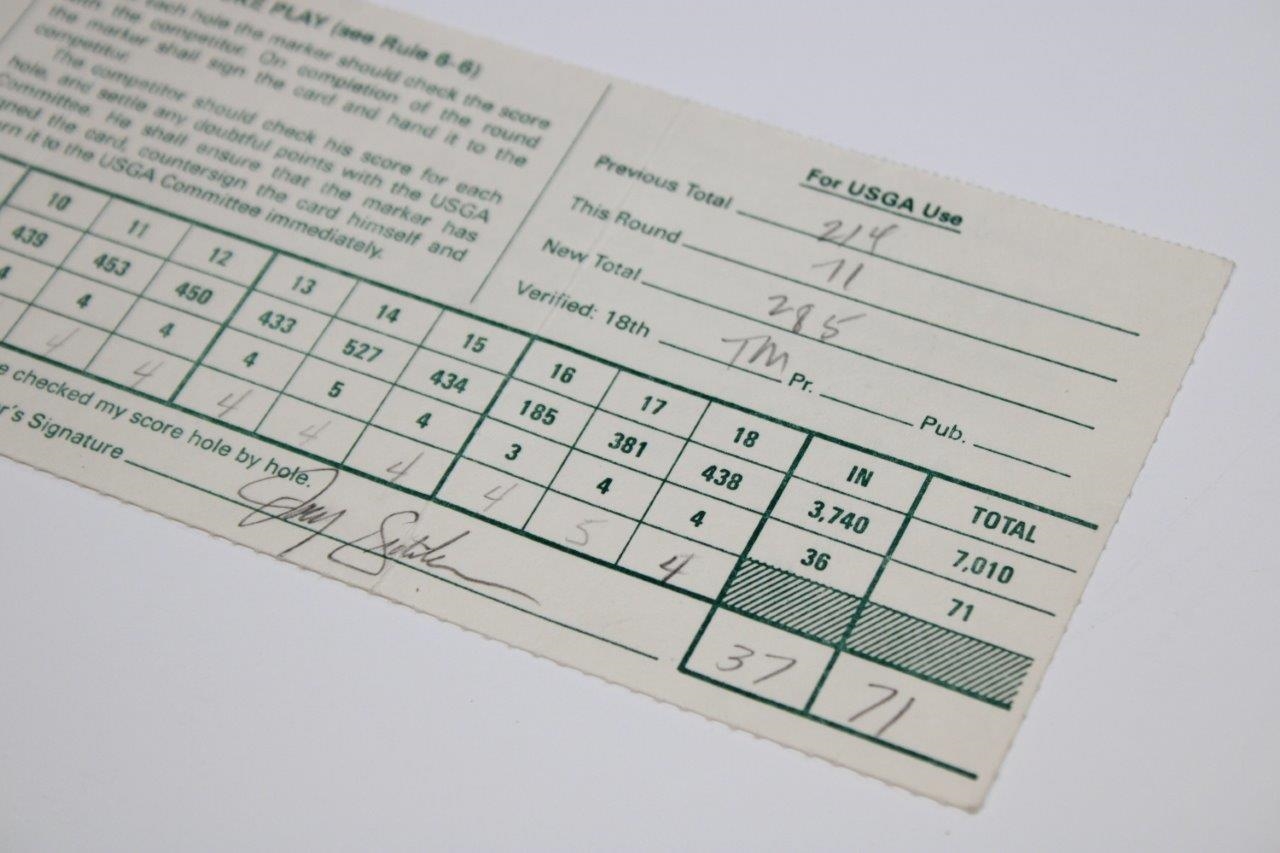 KE PLAY (see Rule 6-6)
each hole the marker should check the score
with the competitor. On completion of the round
the marker shall sign the card and hand it to the
competitor.
The competitor should check his score for each
hole, and settle any doubtful points with the USGA
Committee. He shall ensure that the marker has
gned the card, countersign the card himself and
rn it to the USGA Committee immediately.
For USGA Use
Previous Total 214
This Round 71
New Total 285
Verified: 18th TM Pr. Pub.
10 11 12 13 14 15 16 17 18 IN TOTAL
439 453 450 433 527 434 185 381 438 3,740 7,010
4 4 4 4 5 4 3 4 4 36 71
4 4 4 4 4 4 5 4 37 71
e checked my score hole by hole.
r's Signature